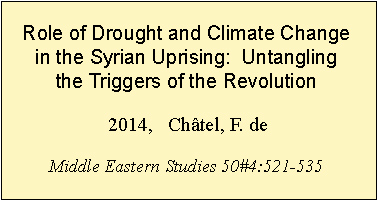 Role of Drought and Climate Change
in the Syrian Uprising:  Untangling
the Triggers of the Revolution
2014,   Châtel, F. de
Middle Eastern Studies 50#4:521-535